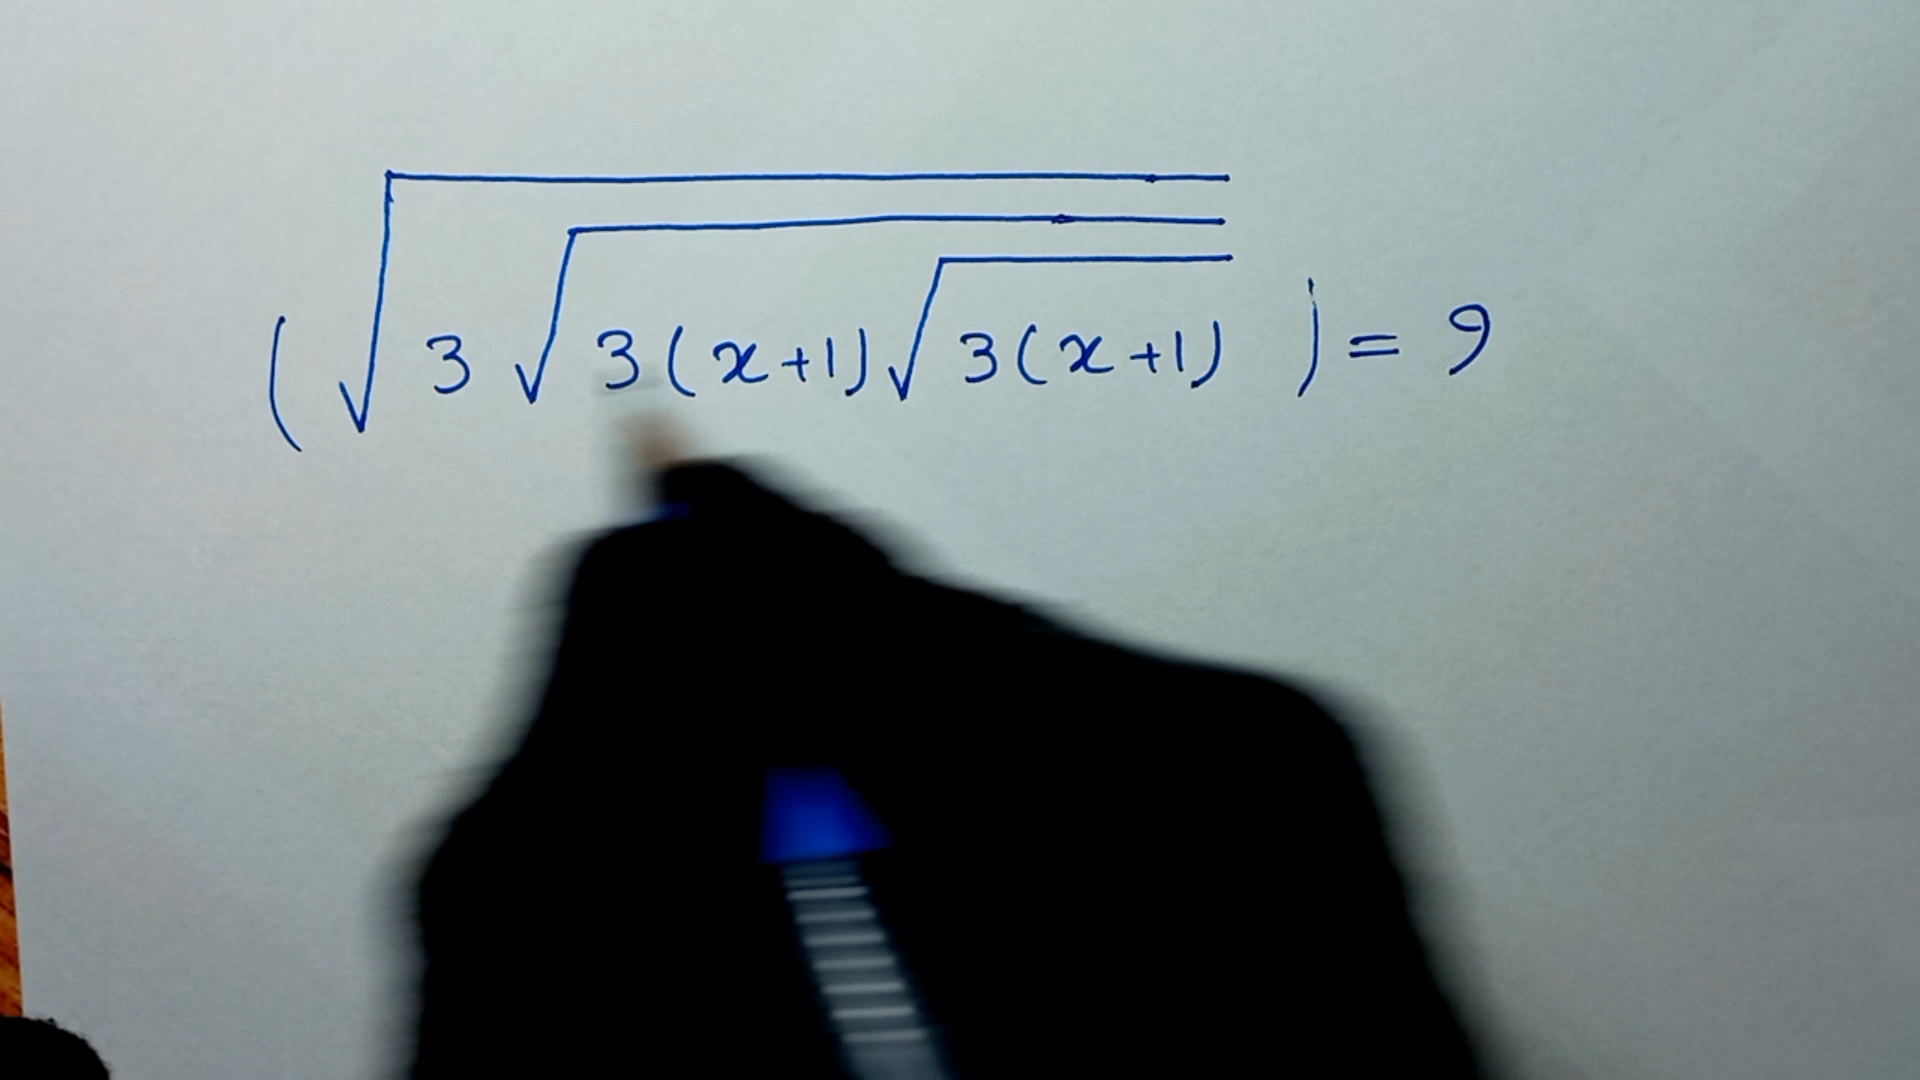 (√3√3(x+1)√3(x+1)) = 9